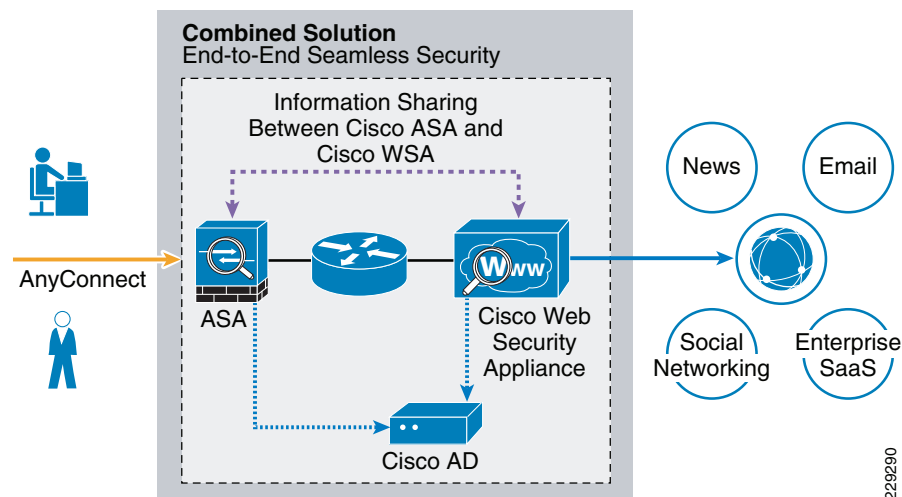 Combined Solution
End-to-End Seamless Security
Information Sharing
Between Cisco ASA and
Cisco WSA
News
Email
AnyConnect
ASA
Www
Cisco Web
Security
Appliance
Social
Networking
Enterprise
SaaS
Cisco AD
229290